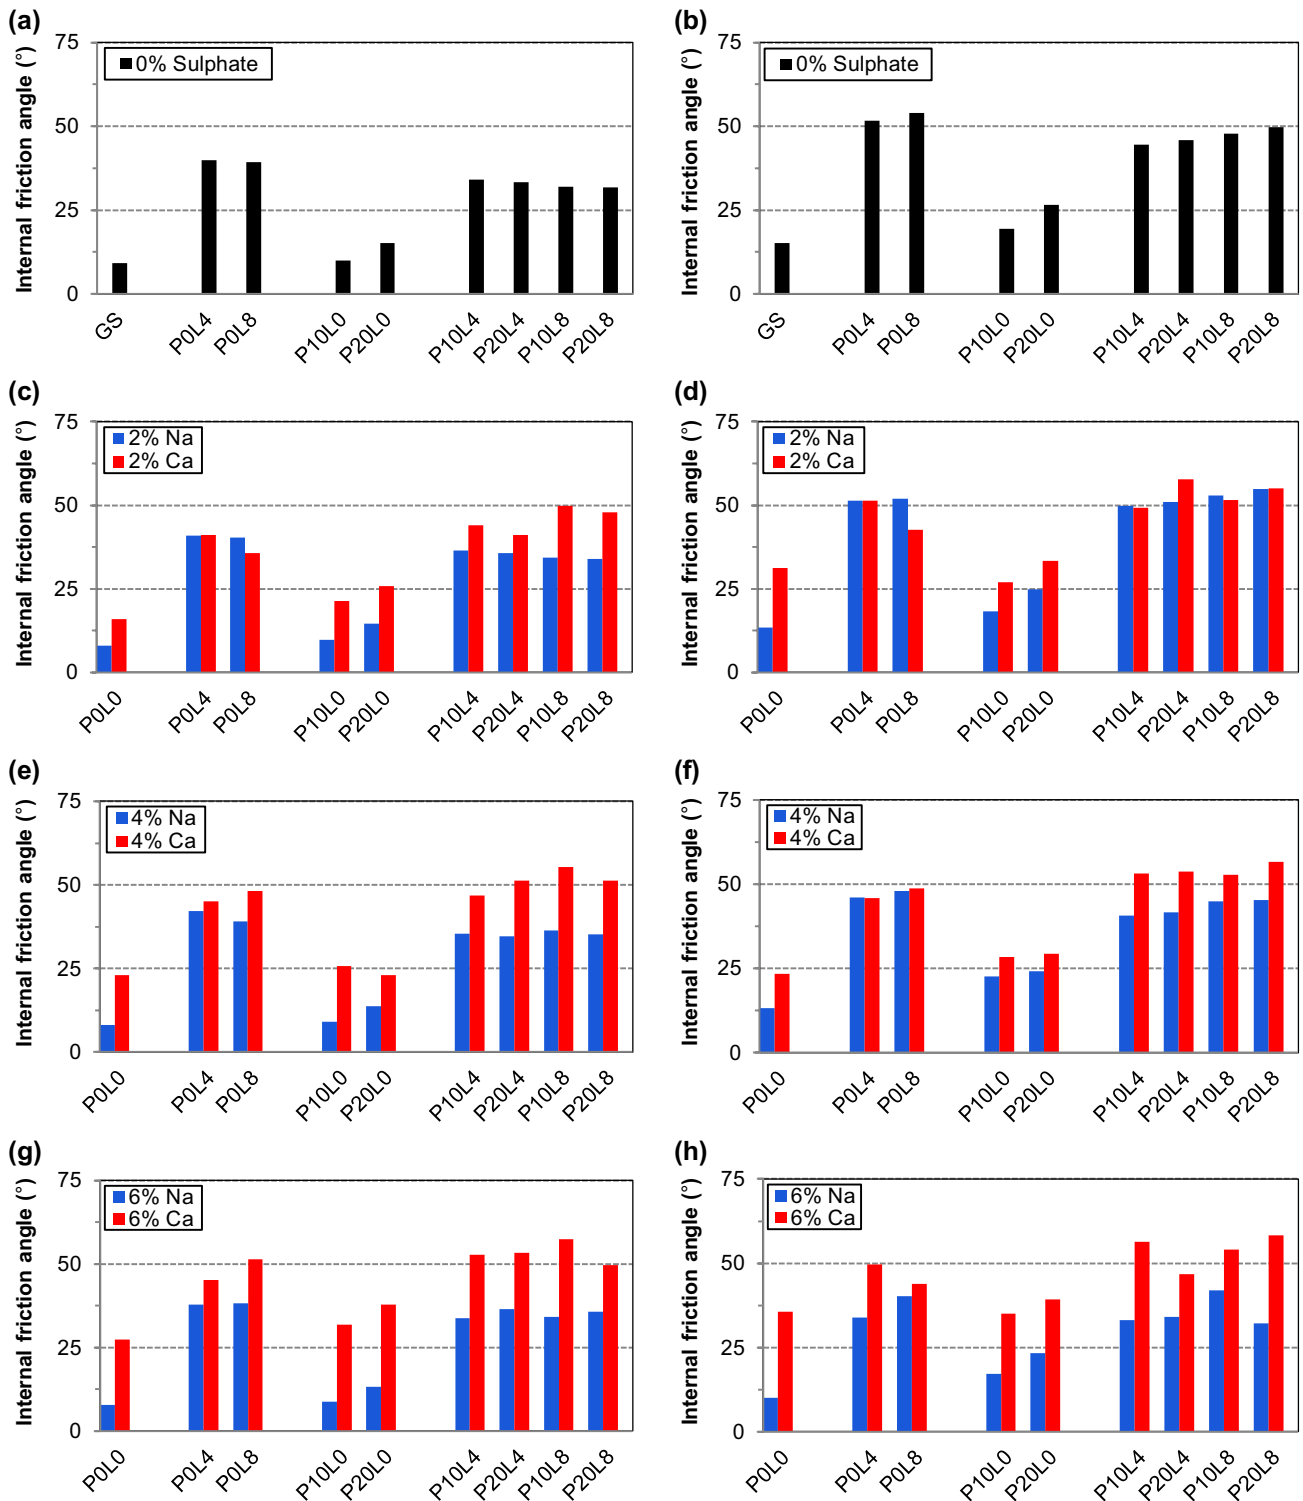 (a)
Internal friction angle (°)
75
50
25
0
0% Sulphate
GS
P0L4
P0L8
P10L0
P20L0
P10L4
P20L4
P10L8
P20L8
(b)
Internal friction angle (°)
75
50
25
0
0% Sulphate
GS
P0L4
P0L8
P10L0
P20L0
P10L4
P20L4
P10L8
P20L8
(c)
Internal friction angle (°)
75
50
25
0
2% Na
2% Ca
P0L0
P0L4
P0L8
P10L0
P20L0
P10L4
P20L4
P10L8
P20L8
(d)
Internal friction angle (°)
75
50
25
0
2% Na
2% Ca
P0L0
P0L4
P0L8
P10L0
P20L0
P10L4
P20L4
P10L8
P20L8
(e)
Internal friction angle (°)
75
50
25
0
4% Na
4% Ca
P0L0
P0L4
P0L8
P10L0
P20L0
P10L4
P20L4
P10L8
P20L8
(f)
Internal friction angle (°)
75
50
25
0
4% Na
4% Ca
P0L0
P0L4
P0L8
P10L0
P20L0
P10L4
P20L4
P10L8
P20L8
(g)
Internal friction angle (°)
75
50
25
0
6% Na
6% Ca
P0L0
P0L4
P0L8
P10L0
P20L0
P10L4
P20L4
P10L8
P20L8
(h)
Internal friction angle (°)
75
50
25
0
6% Na
6% Ca
P0L0
P0L4
P0L8
P10L0
P20L0
P10L4
P20L4
P10L8
P20L8